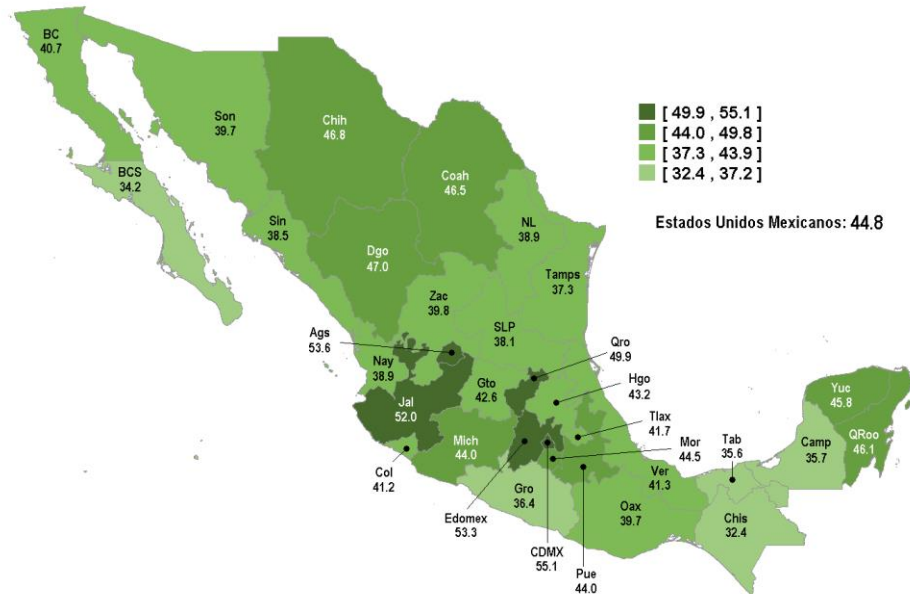 BC
40.7
Son
39.7
Chih
46.8
[ 49.9 , 55.1 ]
[ 44.0 , 49.8 ]
[ 37.3 , 43.9 ]
[ 32.4 , 37.2 ]
BCS
34.2
Coah
46.5
Estados Unidos Mexicanos: 44.8
Sin
38.5
NL
38.9
Dgo
47.0
Tamps
37.3
Zac
39.8
SLP
38.1
Ags
53.6
Qro
49.9
Nay
38.9
Gto
42.6
Hgo
43.2
Yuc
45.8
Jal
52.0
Tlax
41.7
QRoo
46.1
Mich
44.0
Mor
44.5
Tab
35.6
Camp
35.7
Col
41.2
Ver
41.3
Gro
36.4
Oax
39.7
Chis
32.4
Edomex
53.3
CDMX
55.1
Pue
44.0